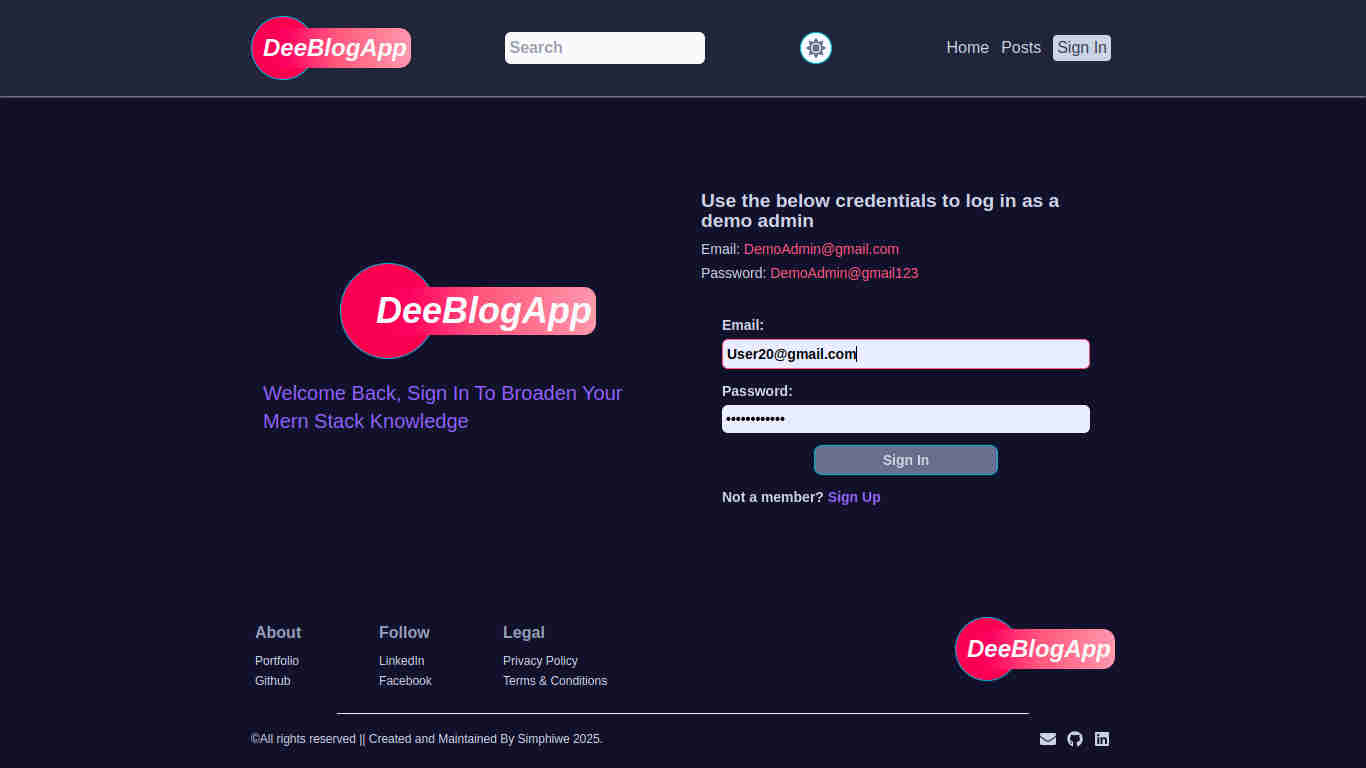 DeeBlogApp
Search
Home Posts Sign In
Use the below credentials to log in as a
demo admin
Email: DemoAdmin@gmail.com
Password: DemoAdmin@gmail123
DeeBlogApp
Welcome Back, Sign In To Broaden Your
Mern Stack Knowledge
Email:
User20@gmail.com
Password:
••••••••••••
Sign In
Not a member? Sign Up
About
Portfolio
Github
Follow
LinkedIn
Facebook
Legal
Privacy Policy
Terms & Conditions
DeeBlogApp
©All rights reserved || Created and Maintained By Simphiwe 2025.